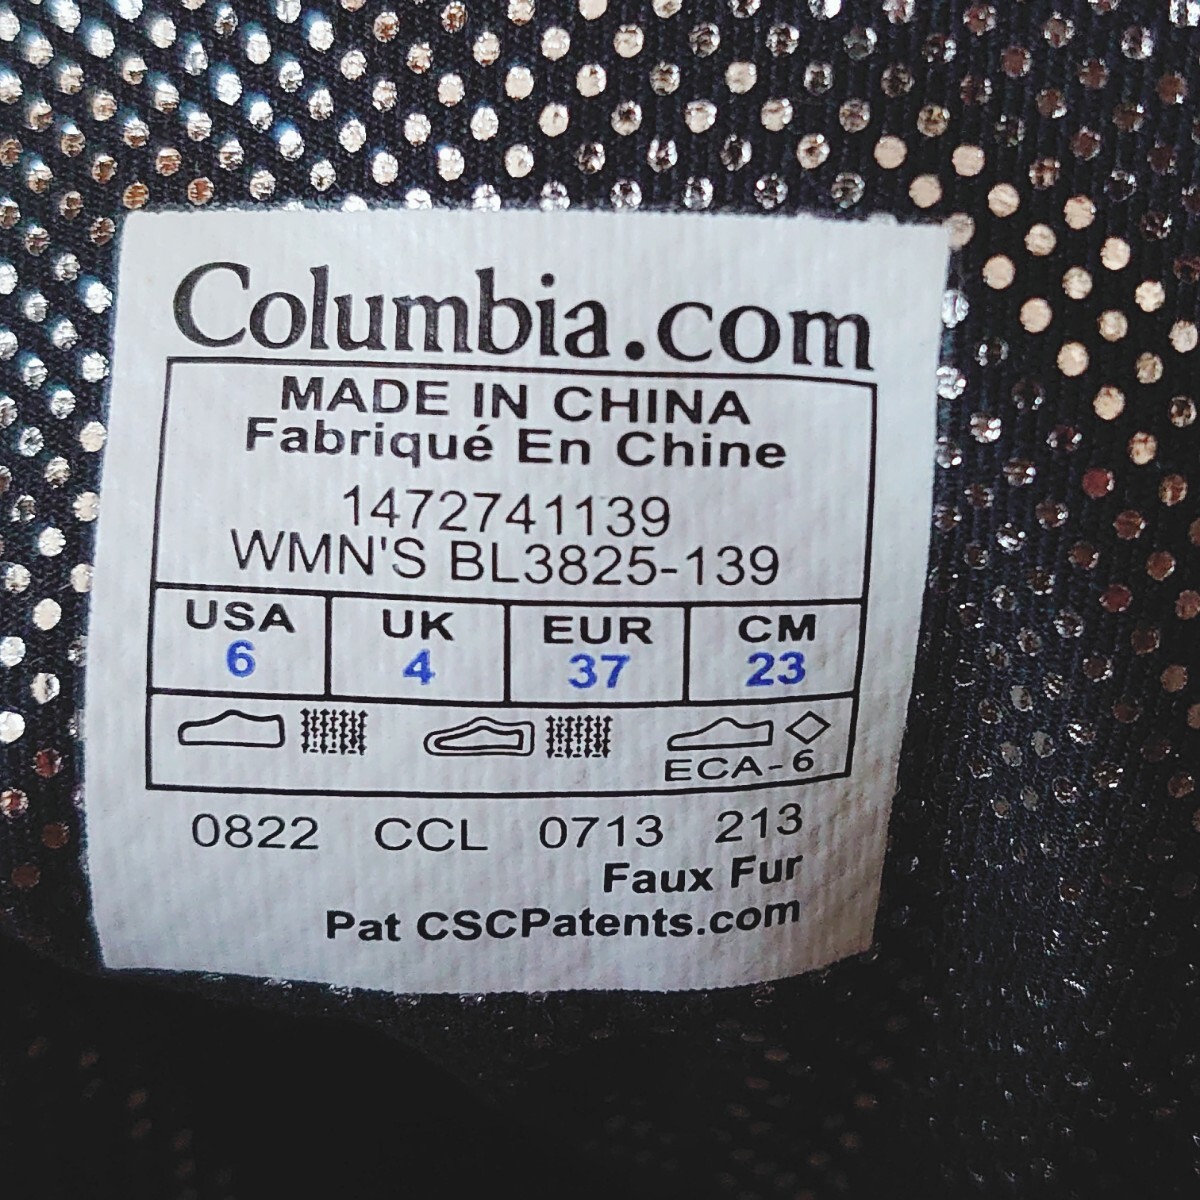 Columbia.com
MADE IN CHINA
Fabriqué En Chine
1472741139
WMN'S BL3825-139
USA UK EUR CM
6 4 37 23
ECA-6
0822 CCL 0713 213
Faux Fur
Pat CSCPatents.com